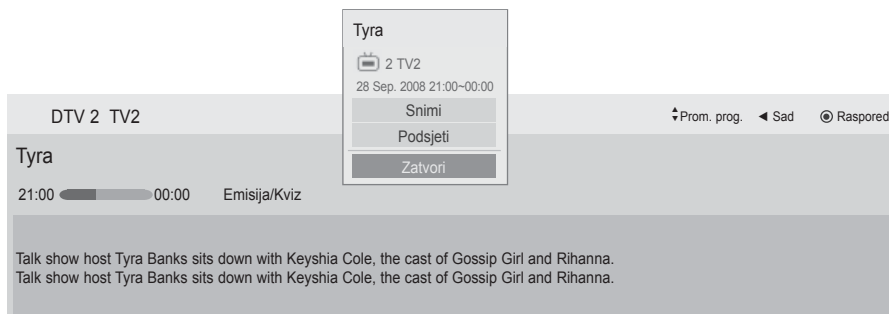 Tyra
2 TV2
28 Sep. 2008 21:00~00:00
Snimi
Podsjeti
Zatvori
DTV 2 TV2
Prom. prog. ◄ Sad ◉ Raspored
Tyra
21:00 00:00 Emisija/Kviz
Talk show host Tyra Banks sits down with Keyshia Cole, the cast of Gossip Girl and Rihanna.
Talk show host Tyra Banks sits down with Keyshia Cole, the cast of Gossip Girl and Rihanna.